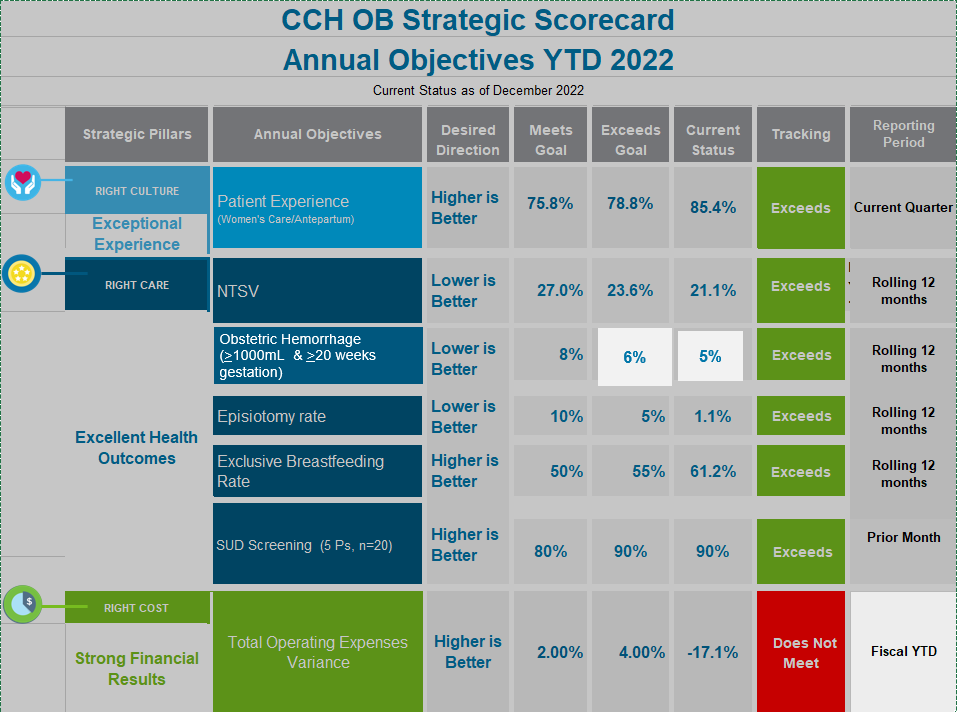 CCH OB Strategic Scorecard
Annual Objectives YTD 2022
Current Status as of December 2022
Strategic Pillars
Annual Objectives
Desired
Direction
Meets
Goal
Exceeds
Goal
Current
Status
Tracking
Reporting
Period
RIGHT CULTURE
Exceptional
Experience
Patient Experience
(Women's Care/Antepartum)
Higher is
Better
75.8%
78.8%
85.4%
Exceeds
Current Quarter
RIGHT CARE
NTSV
Lower is
Better
27.0%
23.6%
21.1%
Exceeds
Rolling 12
months
Excellent Health
Outcomes
Obstetric Hemorrhage
(≥1000mL & ≥20 weeks
gestation)
Lower is
Better
8%
6%
5%
Exceeds
Rolling 12
months
Episiotomy rate
Lower is
Better
10%
5%
1.1%
Exceeds
Rolling 12
months
Exclusive Breastfeeding
Rate
Higher is
Better
50%
55%
61.2%
Exceeds
Rolling 12
months
SUD Screening (5 Ps, n=20)
Higher is
Better
80%
90%
90%
Exceeds
Prior Month
$
RIGHT COST
Strong Financial
Results
Total Operating Expenses
Variance
Higher is
Better
2.00%
4.00%
-17.1%
Does Not
Meet
Fiscal YTD